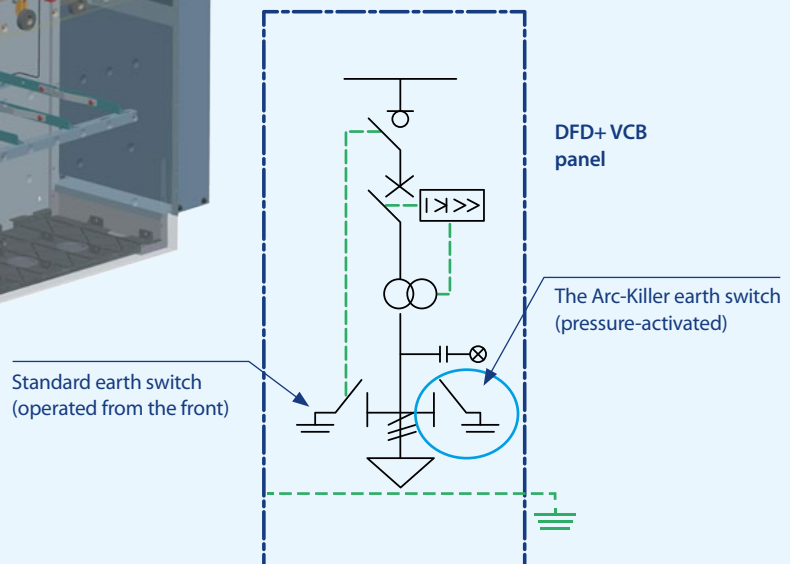 DFD+ VCB
panel
I > >>
The Arc-Killer earth switch
(pressure-activated)
Standard earth switch
(operated from the front)